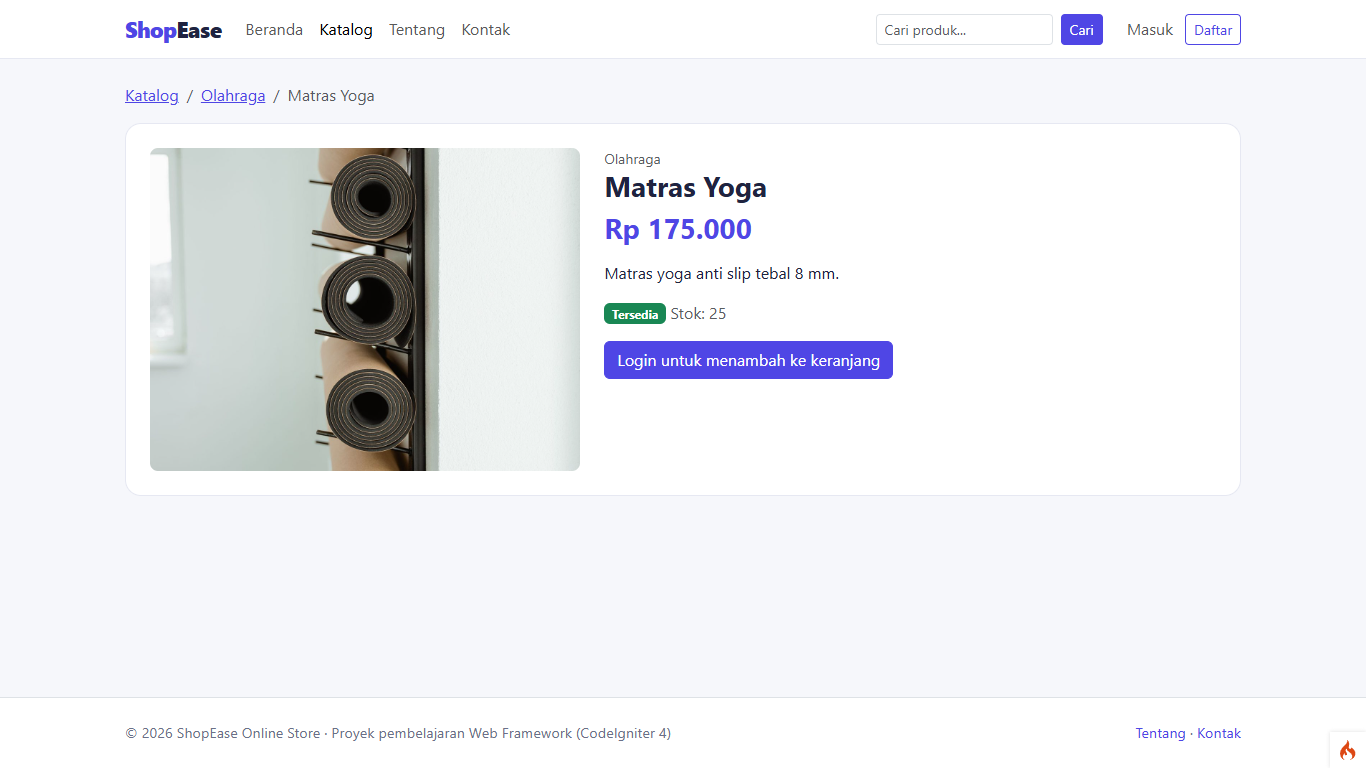 ShopEase Beranda Katalog Tentang Kontak Cari produk... Cari Masuk Daftar
Katalog / Olahraga / Matras Yoga
Olahraga
Matras Yoga
Rp 175.000
Matras yoga anti slip tebal 8 mm.
Tersedia Stok: 25
Login untuk menambah ke keranjang
© 2026 ShopEase Online Store · Proyek pembelajaran Web Framework (CodeIgniter 4) Tentang · Kontak